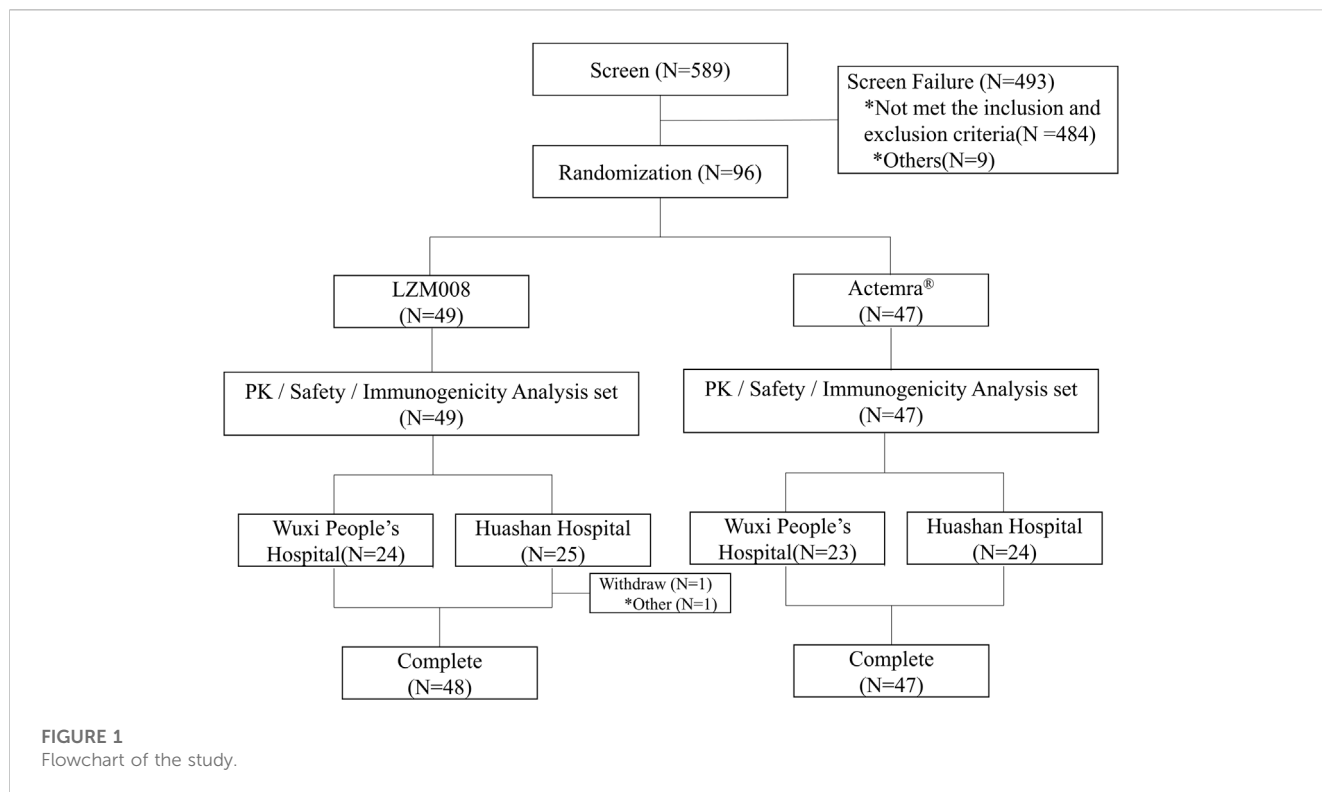 Screen (N=589)
Screen Failure (N=493)
*Not met the inclusion and
exclusion criteria(N =484)
*Others(N=9)
Randomization (N=96)
LZM008
(N=49)
Actemra®
(N=47)
PK / Safety / Immunogenicity Analysis set
(N=49)
PK / Safety / Immunogenicity Analysis set
(N=47)
Wuxi People’s
Hospital(N=24)
Huashan Hospital
(N=25)
Wuxi People’s
Hospital(N=23)
Huashan Hospital
(N=24)
Withdraw (N=1)
*Other (N=1)
Complete
(N=48)
Complete
(N=47)
FIGURE 1
Flowchart of the study.